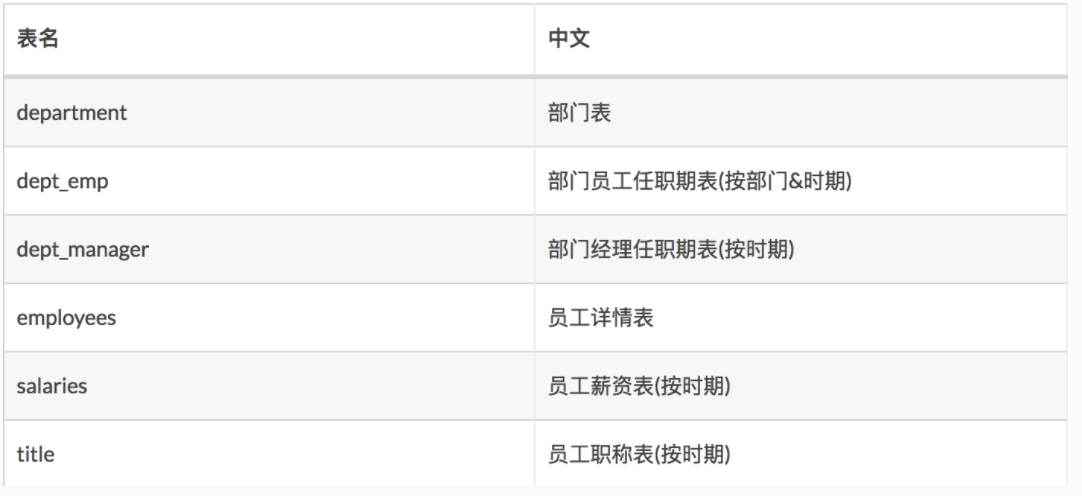 表名 中文
department 部门表
dept_emp 部门员工任职期表(按部门&时期)
dept_manager 部门经理任职期表(按时期)
employees 员工详情表
salaries 员工薪资表(按时期)
title 员工职称表(按时期)